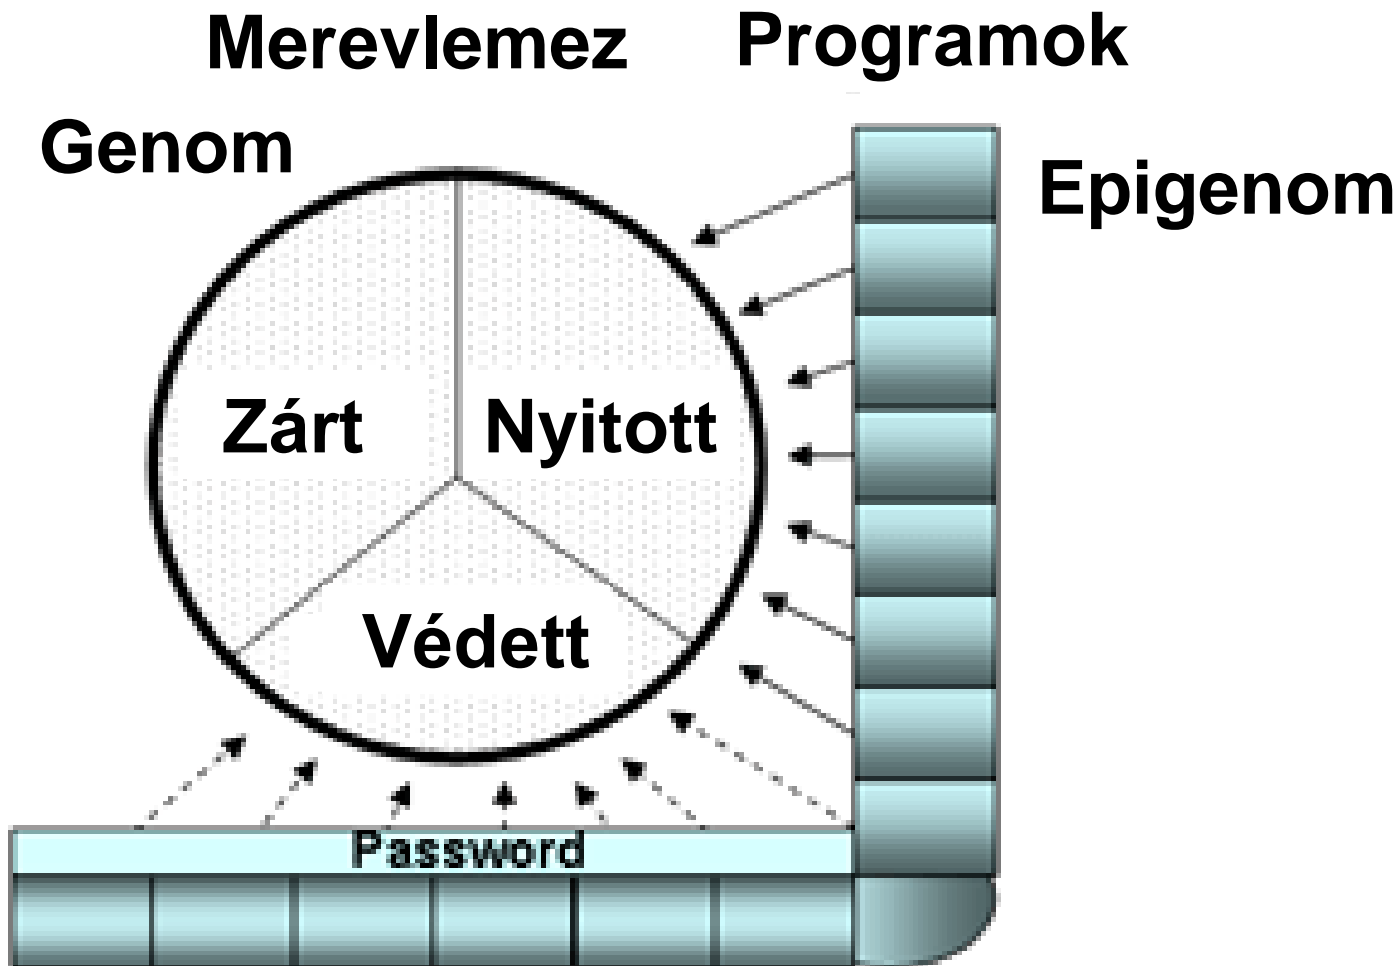 Merevlemez
Programok
Genom
Epigenom
Zárt
Nyitott
Védett
Password